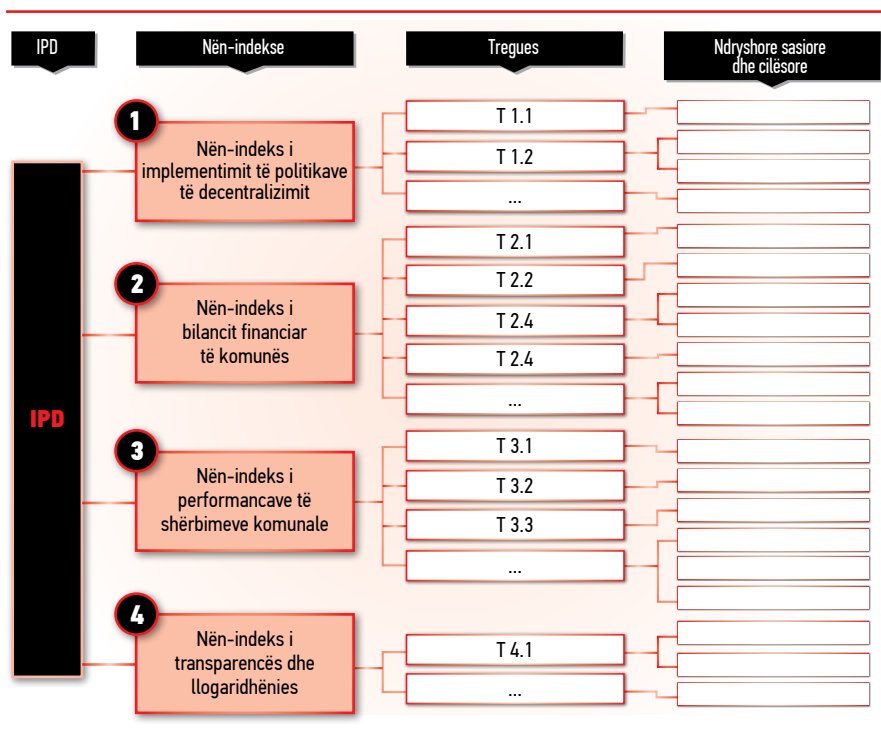 IPD
Nën-indekse
Tregues
Ndryshore sasiore
dhe cilësore
IPD
1
Nën-indeks i
implementimit të politikave
të decentralizimit
T 1.1
T 1.2
...
2
Nën-indeks i
bilancit financiar
të komunës
T 2.1
T 2.2
T 2.4
T 2.4
...
3
Nën-indeks i
performancave të
shërbimeve komunale
T 3.1
T 3.2
T 3.3
...
4
Nën-indeks i
transparencës dhe
llogaridhënies
T 4.1
...